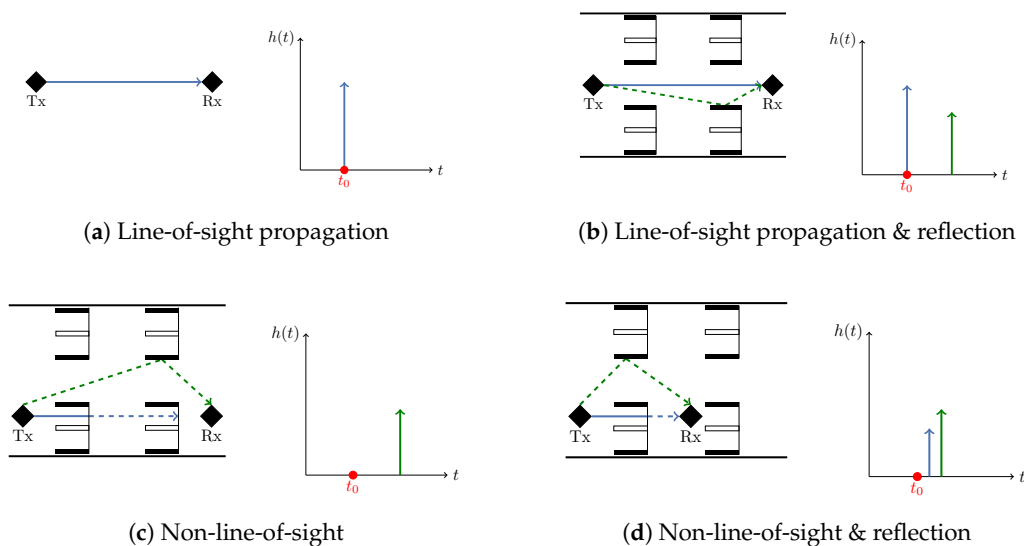 h(t)
Tx
Rx
t
t0
(a) Line-of-sight propagation
h(t)
Tx
Rx
t
t0
(b) Line-of-sight propagation & reflection
h(t)
Tx
Rx
t
t0
(c) Non-line-of-sight
h(t)
Tx
Rx
t
t0
(d) Non-line-of-sight & reflection